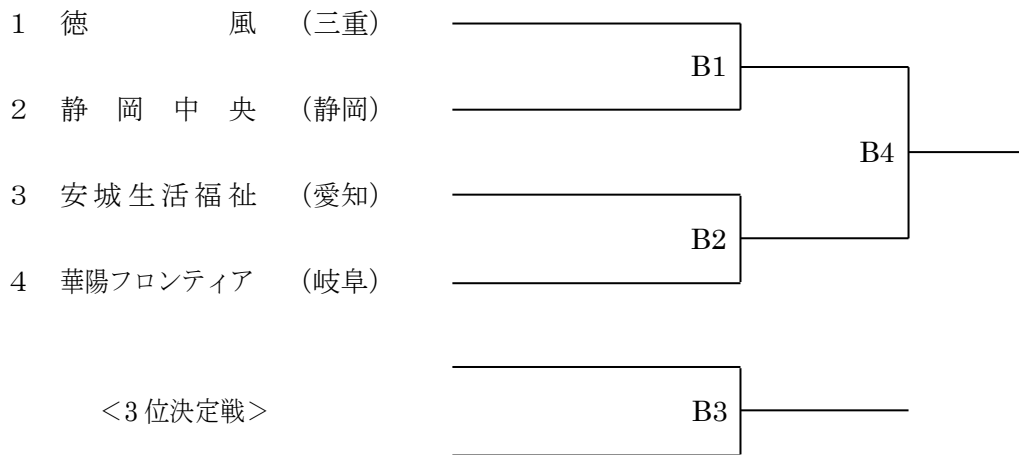 1 徳風 (三重)
B1
2 静岡中央 (静岡)
B4
3 安城生活福祉 (愛知)
B2
4 華陽フロンティア (岐阜)
<3位決定戦>
B3